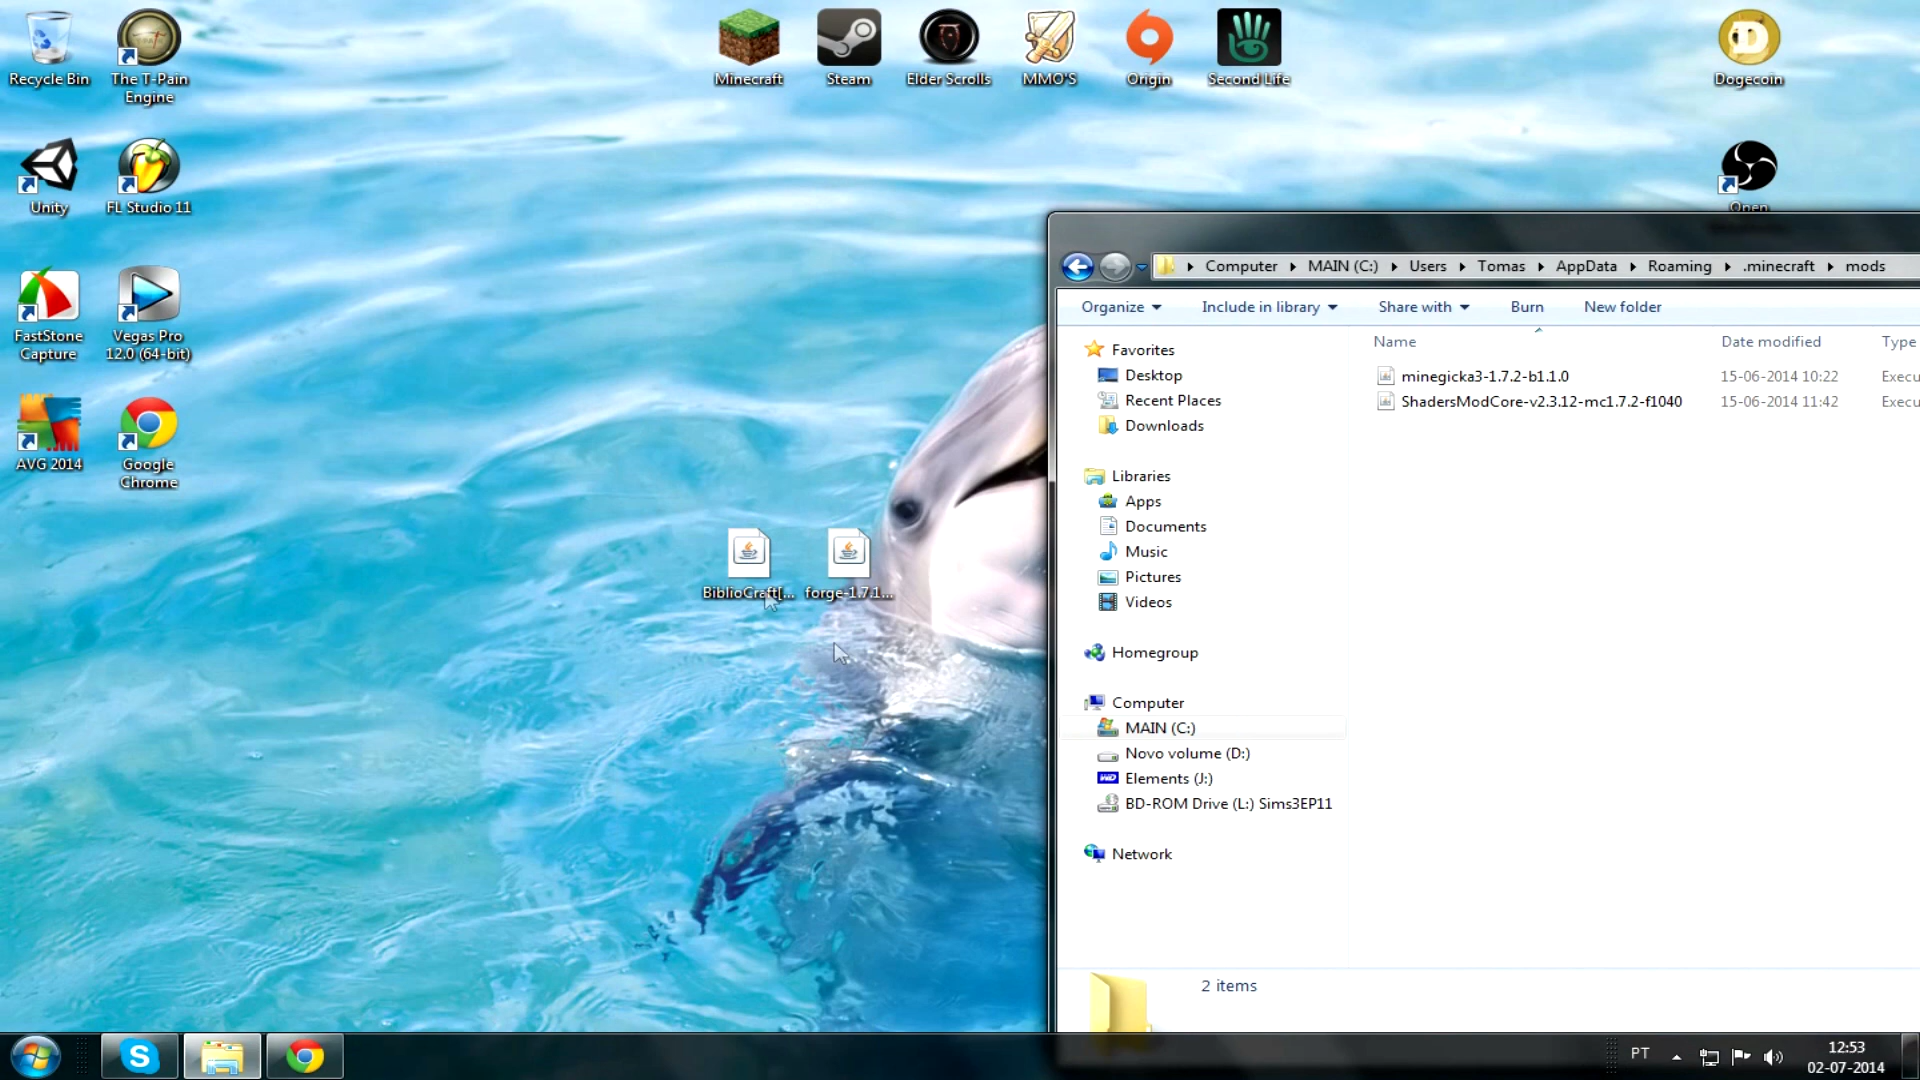 Recycle Bin
The T-Pain
Engine
Minecraft
Steam
Elder Scrolls
MMO'S
Origin
Second Life
Dogecoin
Unity
FL Studio 11
Open
FastStone
Capture
Vegas Pro
12.0 (64-bit)
AVG 2014
Google
Chrome
BiblioCraft[...
forge-1.7.1...
Computer MAIN (C:) Users Tomas AppData Roaming .minecraft mods
Organize Include in library Share with Burn New folder
Name Date modified Type
minegicka3-1.7.2-b1.1.0 15-06-2014 10:22 Execu
ShadersModCore-v2.3.12-mc1.7.2-f1040 15-06-2014 11:42 Execu
Favorites
Desktop
Recent Places
Downloads
Libraries
Apps
Documents
Music
Pictures
Videos
Homegroup
Computer
MAIN (C:)
Novo volume (D:)
WD Elements (J:)
BD-ROM Drive (L:) Sims3EP11
Network
2 items
PT
12:53
02-07-2014